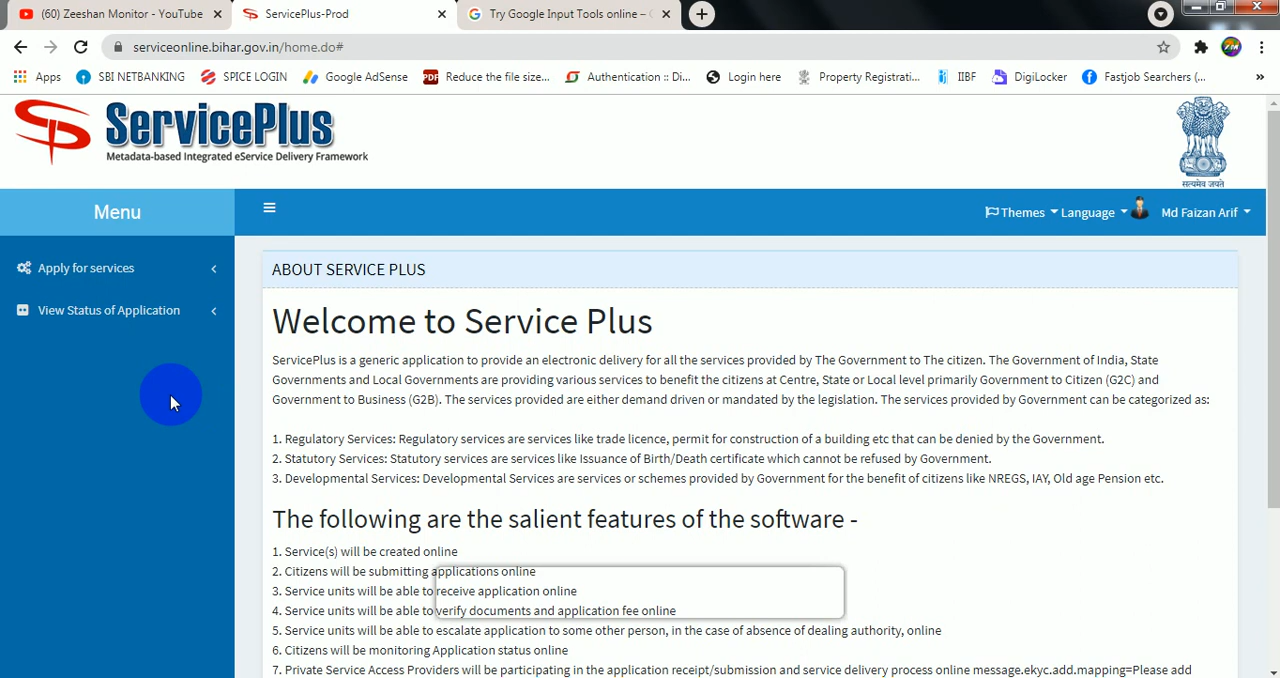 (60) Zeeshan Monitor - YouTube
ServicePlus-Prod
Try Google Input Tools online –
serviceonline.bihar.gov.in/home.do#
Apps
SBI NETBANKING
SPICE LOGIN
Google AdSense
PDF
Reduce the file size...
Authentication :: Di...
Login here
Property Registrati...
IIBF
DigiLocker
Fastjob Searchers (...
»
ServicePlus
Metadata-based Integrated eService Delivery Framework
सत्यमेव जयते
Menu
Themes
Language
Md Faizan Arif
Apply for services
View Status of Application
ABOUT SERVICE PLUS
Welcome to Service Plus
ServicePlus is a generic application to provide an electronic delivery for all the services provided by The Government to The citizen. The Government of India, State
Governments and Local Governments are providing various services to benefit the citizens at Centre, State or Local level primarily Government to Citizen (G2C) and
Government to Business (G2B). The services provided are either demand driven or mandated by the legislation. The services provided by Government can be categorized as:
1. Regulatory Services: Regulatory services are services like trade licence, permit for construction of a building etc that can be denied by the Government.
2. Statutory Services: Statutory services are services like Issuance of Birth/Death certificate which cannot be refused by Government.
3. Developmental Services: Developmental Services are services or schemes provided by Government for the benefit of citizens like NREGS, IAY, Old age Pension etc.
The following are the salient features of the software -
1. Service(s) will be created online
2. Citizens will be submitting applications online
3. Service units will be able to receive application online
4. Service units will be able to verify documents and application fee online
5. Service units will be able to escalate application to some other person, in the case of absence of dealing authority, online
6. Citizens will be monitoring Application status online
7. Private Service Access Providers will be participating in the application receipt/submission and service delivery process online message.ekyc.add.mapping=Please add